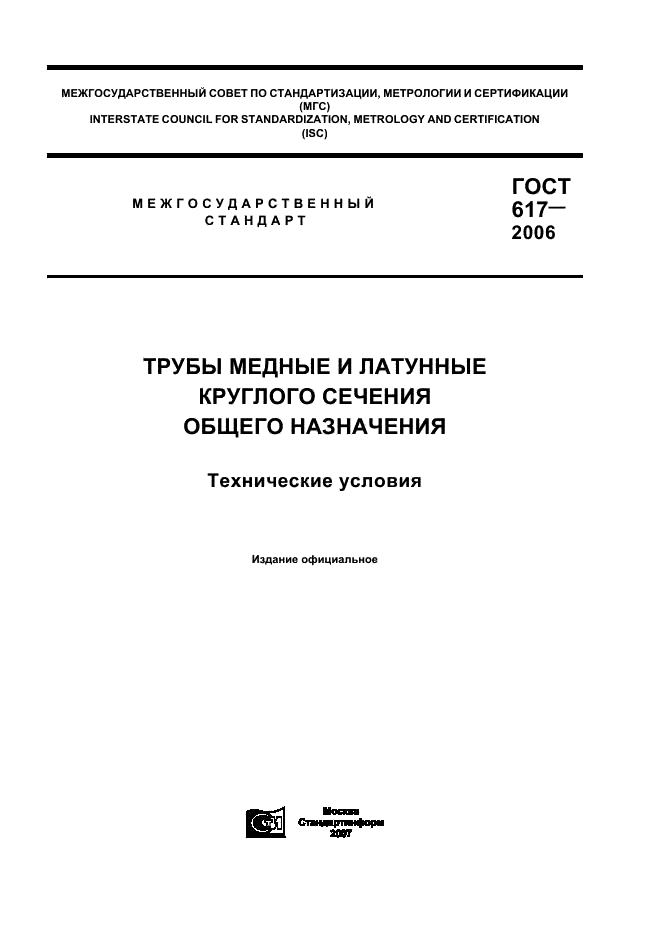 МЕЖГОСУДАРСТВЕННЫЙ СОВЕТ ПО СТАНДАРТИЗАЦИИ, МЕТРОЛОГИИ И СЕРТИФИКАЦИИ
(МГС)
INTERSTATE COUNCIL FOR STANDARDIZATION, METROLOGY AND CERTIFICATION
(ISC)
МЕЖГОСУДАРСТВЕННЫЙ
СТАНДАРТ
ГОСТ
617—
2006
ТРУБЫ МЕДНЫЕ И ЛАТУННЫЕ
КРУГЛОГО СЕЧЕНИЯ
ОБЩЕГО НАЗНАЧЕНИЯ
Технические условия
Издание официальное
Москва
Стандартинформ
2007